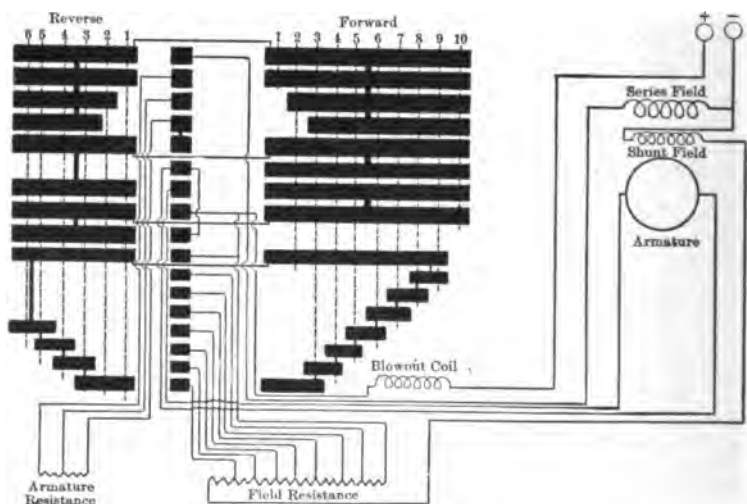 Reverse
6 5 4 3 2 1
Forward
1 2 3 4 5 6 7 8 9 10
+ −
Series Field
Shunt Field
Armature
Blowout Coil
Armature
Resistance
Field Resistance